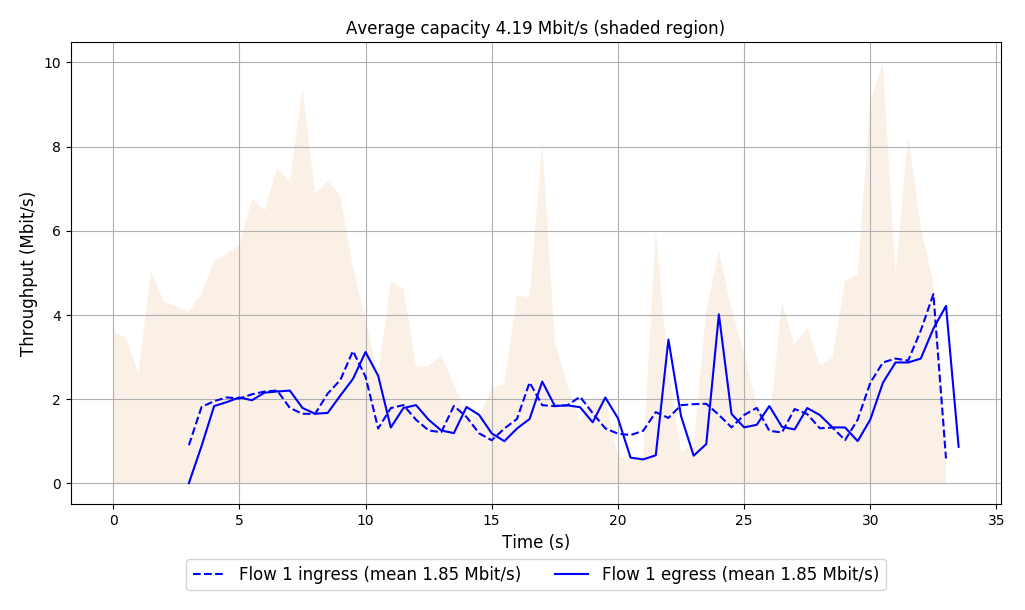 Average capacity 4.19 Mbit/s (shaded region)
Throughput (Mbit/s)
10
8
6
4
2
0
0 5 10 15 20 25 30 35
Time (s)
Flow 1 ingress (mean 1.85 Mbit/s) Flow 1 egress (mean 1.85 Mbit/s)